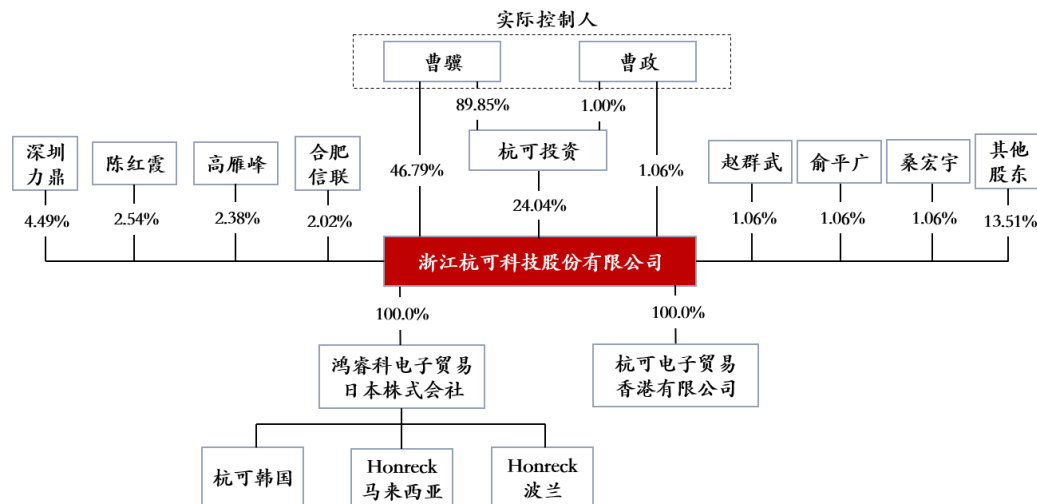 实际控制人
曹骥
曹政
89.85%
1.00%
深圳
力鼎
陈红霞
高雁峰
合肥
信联
46.79%
杭可投资
1.06%
赵群武
俞平广
桑宏宇
其他
股东
4.49%
2.54%
2.38%
2.02%
24.04%
1.06%
1.06%
1.06%
13.51%
浙江杭可科技股份有限公司
100.0%
100.0%
鸿睿科电子贸易
日本株式会社
杭可电子贸易
香港有限公司
杭可韩国
Honreck
马来西亚
Honreck
波兰